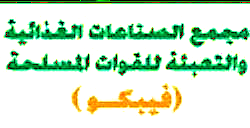 مجمع الصناعات الغذائية
والتعبئة للقوات المسلحة
(فيبكو)